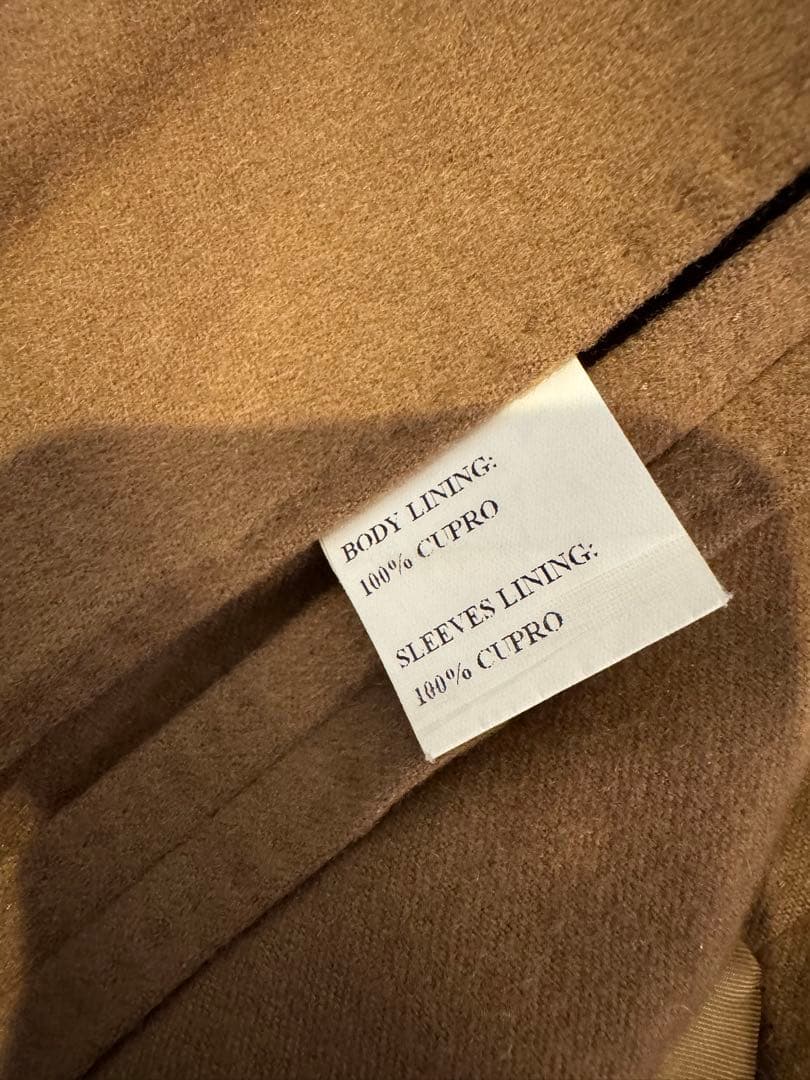 BODY LINING:
100% CUPRO
SLEEVES LINING:
100% CUPRO